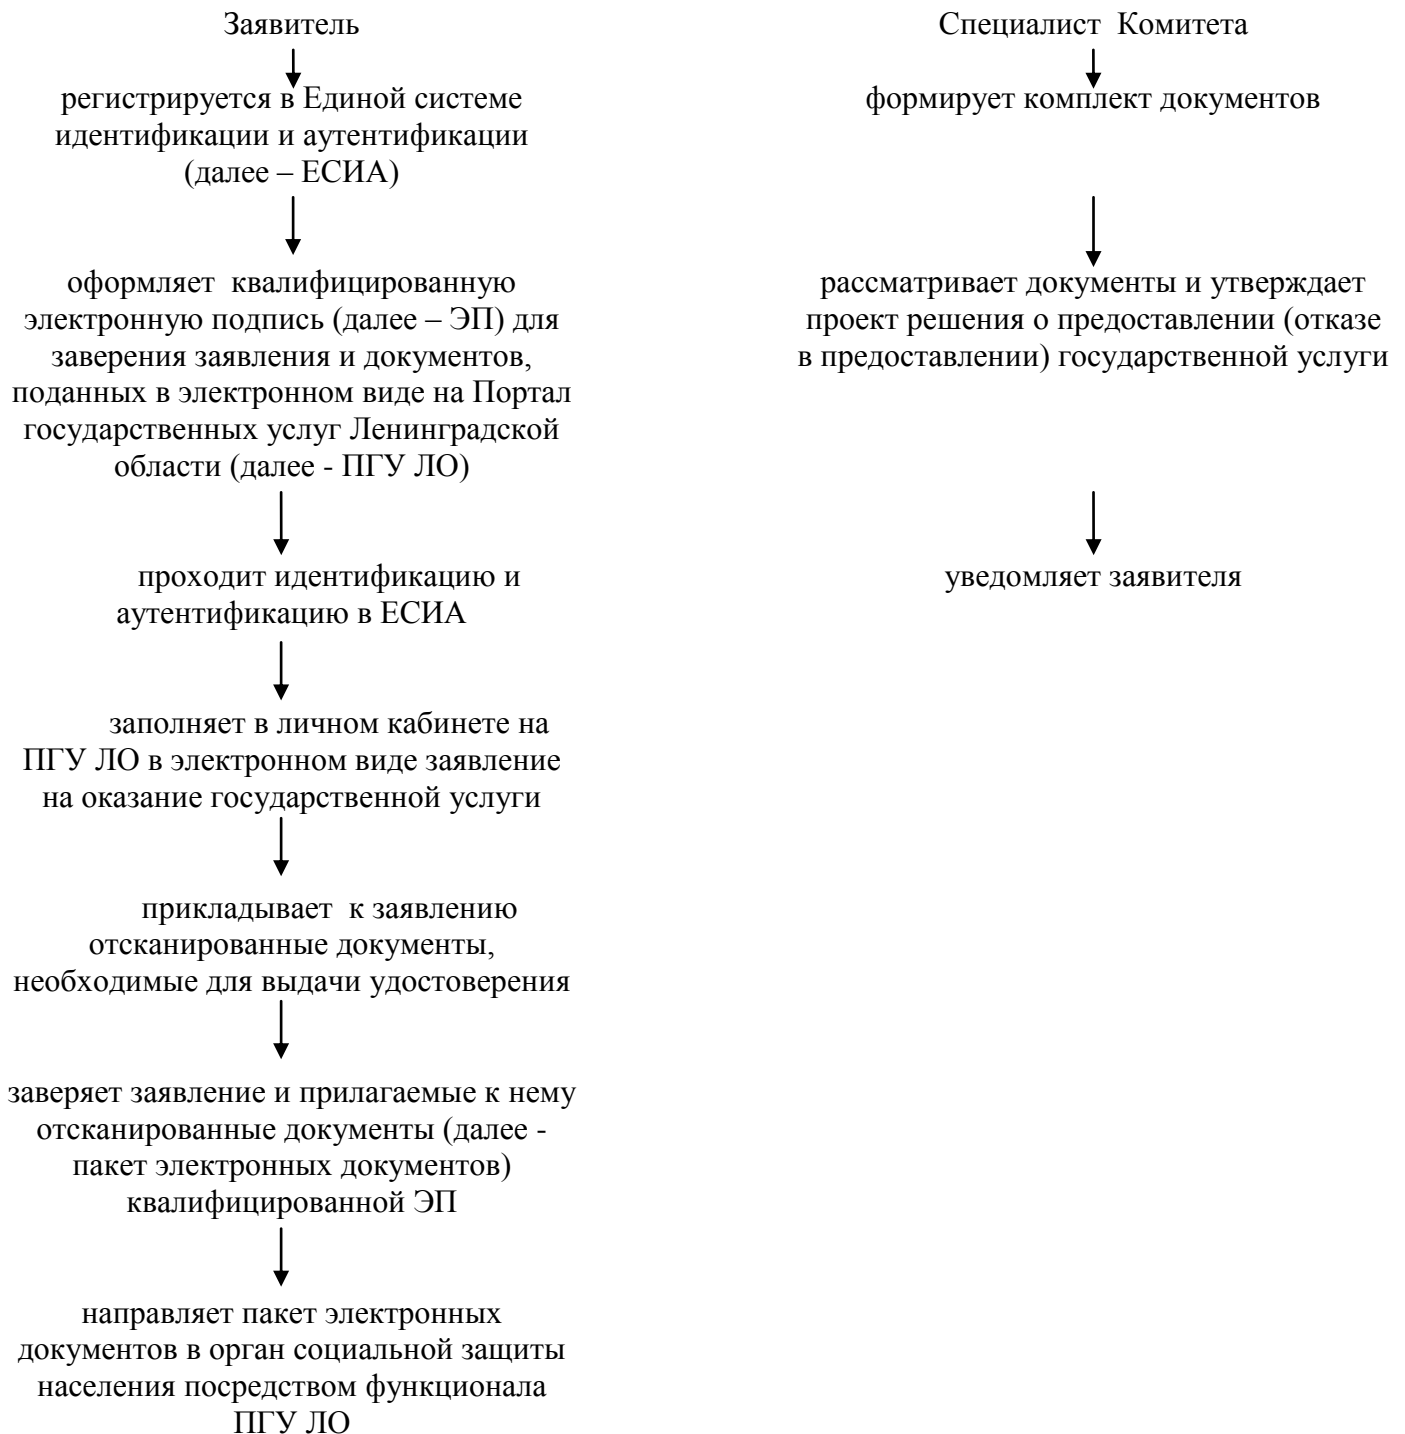 Заявитель
регистрируется в Единой системе
идентификации и аутентификации
(далее – ЕСИА)
оформляет квалифицированную
электронную подпись (далее – ЭП) для
заверения заявления и документов,
поданных в электронном виде на Портал
государственных услуг Ленинградской
области (далее - ПГУ ЛО)
проходит идентификацию и
аутентификацию в ЕСИА
заполняет в личном кабинете на
ПГУ ЛО в электронном виде заявление
на оказание государственной услуги
прикладывает к заявлению
отсканированные документы,
необходимые для выдачи удостоверения
заверяет заявление и прилагаемые к нему
отсканированные документы (далее -
пакет электронных документов)
квалифицированной ЭП
направляет пакет электронных
документов в орган социальной защиты
населения посредством функционала
ПГУ ЛО
Специалист Комитета
формирует комплект документов
рассматривает документы и утверждает
проект решения о предоставлении (отказе
в предоставлении) государственной услуги
уведомляет заявителя